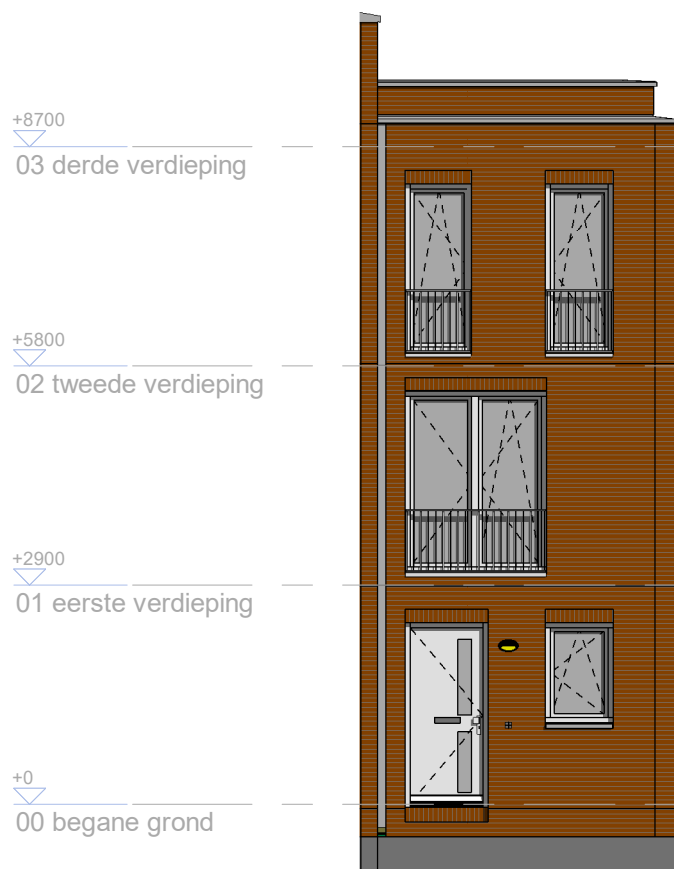 +8700
03 derde verdieping
+5800
02 tweede verdieping
+2900
01 eerste verdieping
+0
00 begane grond